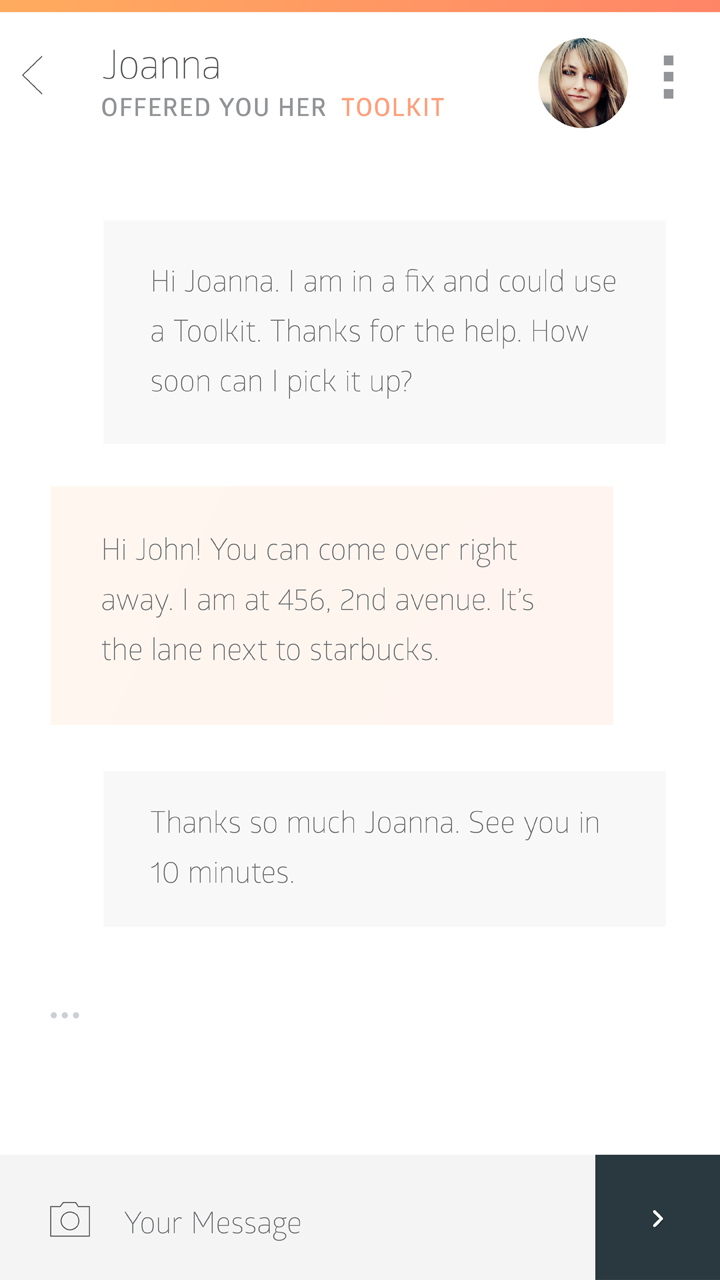 Joanna
OFFERED YOU HER TOOLKIT
Hi Joanna. I am in a fix and could use
a Toolkit. Thanks for the help. How
soon can I pick it up?
Hi John! You can come over right
away. I am at 456, 2nd avenue. It’s
the lane next to starbucks.
Thanks so much Joanna. See you in
10 minutes.
Your Message